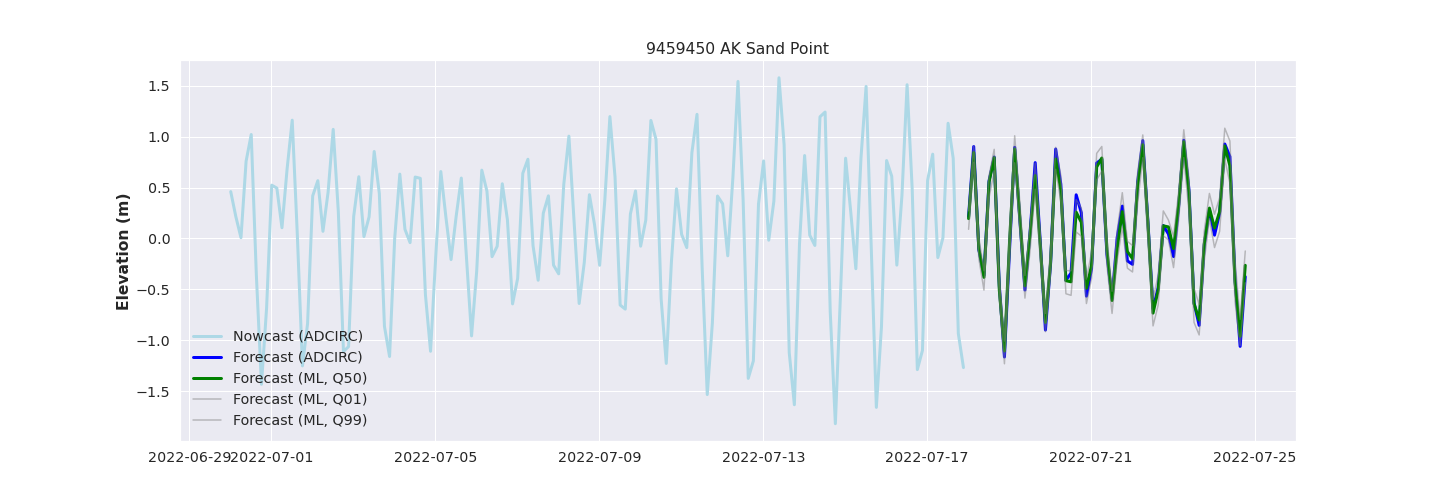 9459450 AK Sand Point
Elevation (m)
1.5
1.0
0.5
0.0
−0.5
−1.0
−1.5
Nowcast (ADCIRC)
Forecast (ADCIRC)
Forecast (ML, Q50)
Forecast (ML, Q01)
Forecast (ML, Q99)
2022-06-29 2022-07-01 2022-07-05 2022-07-09 2022-07-13 2022-07-17 2022-07-21 2022-07-25